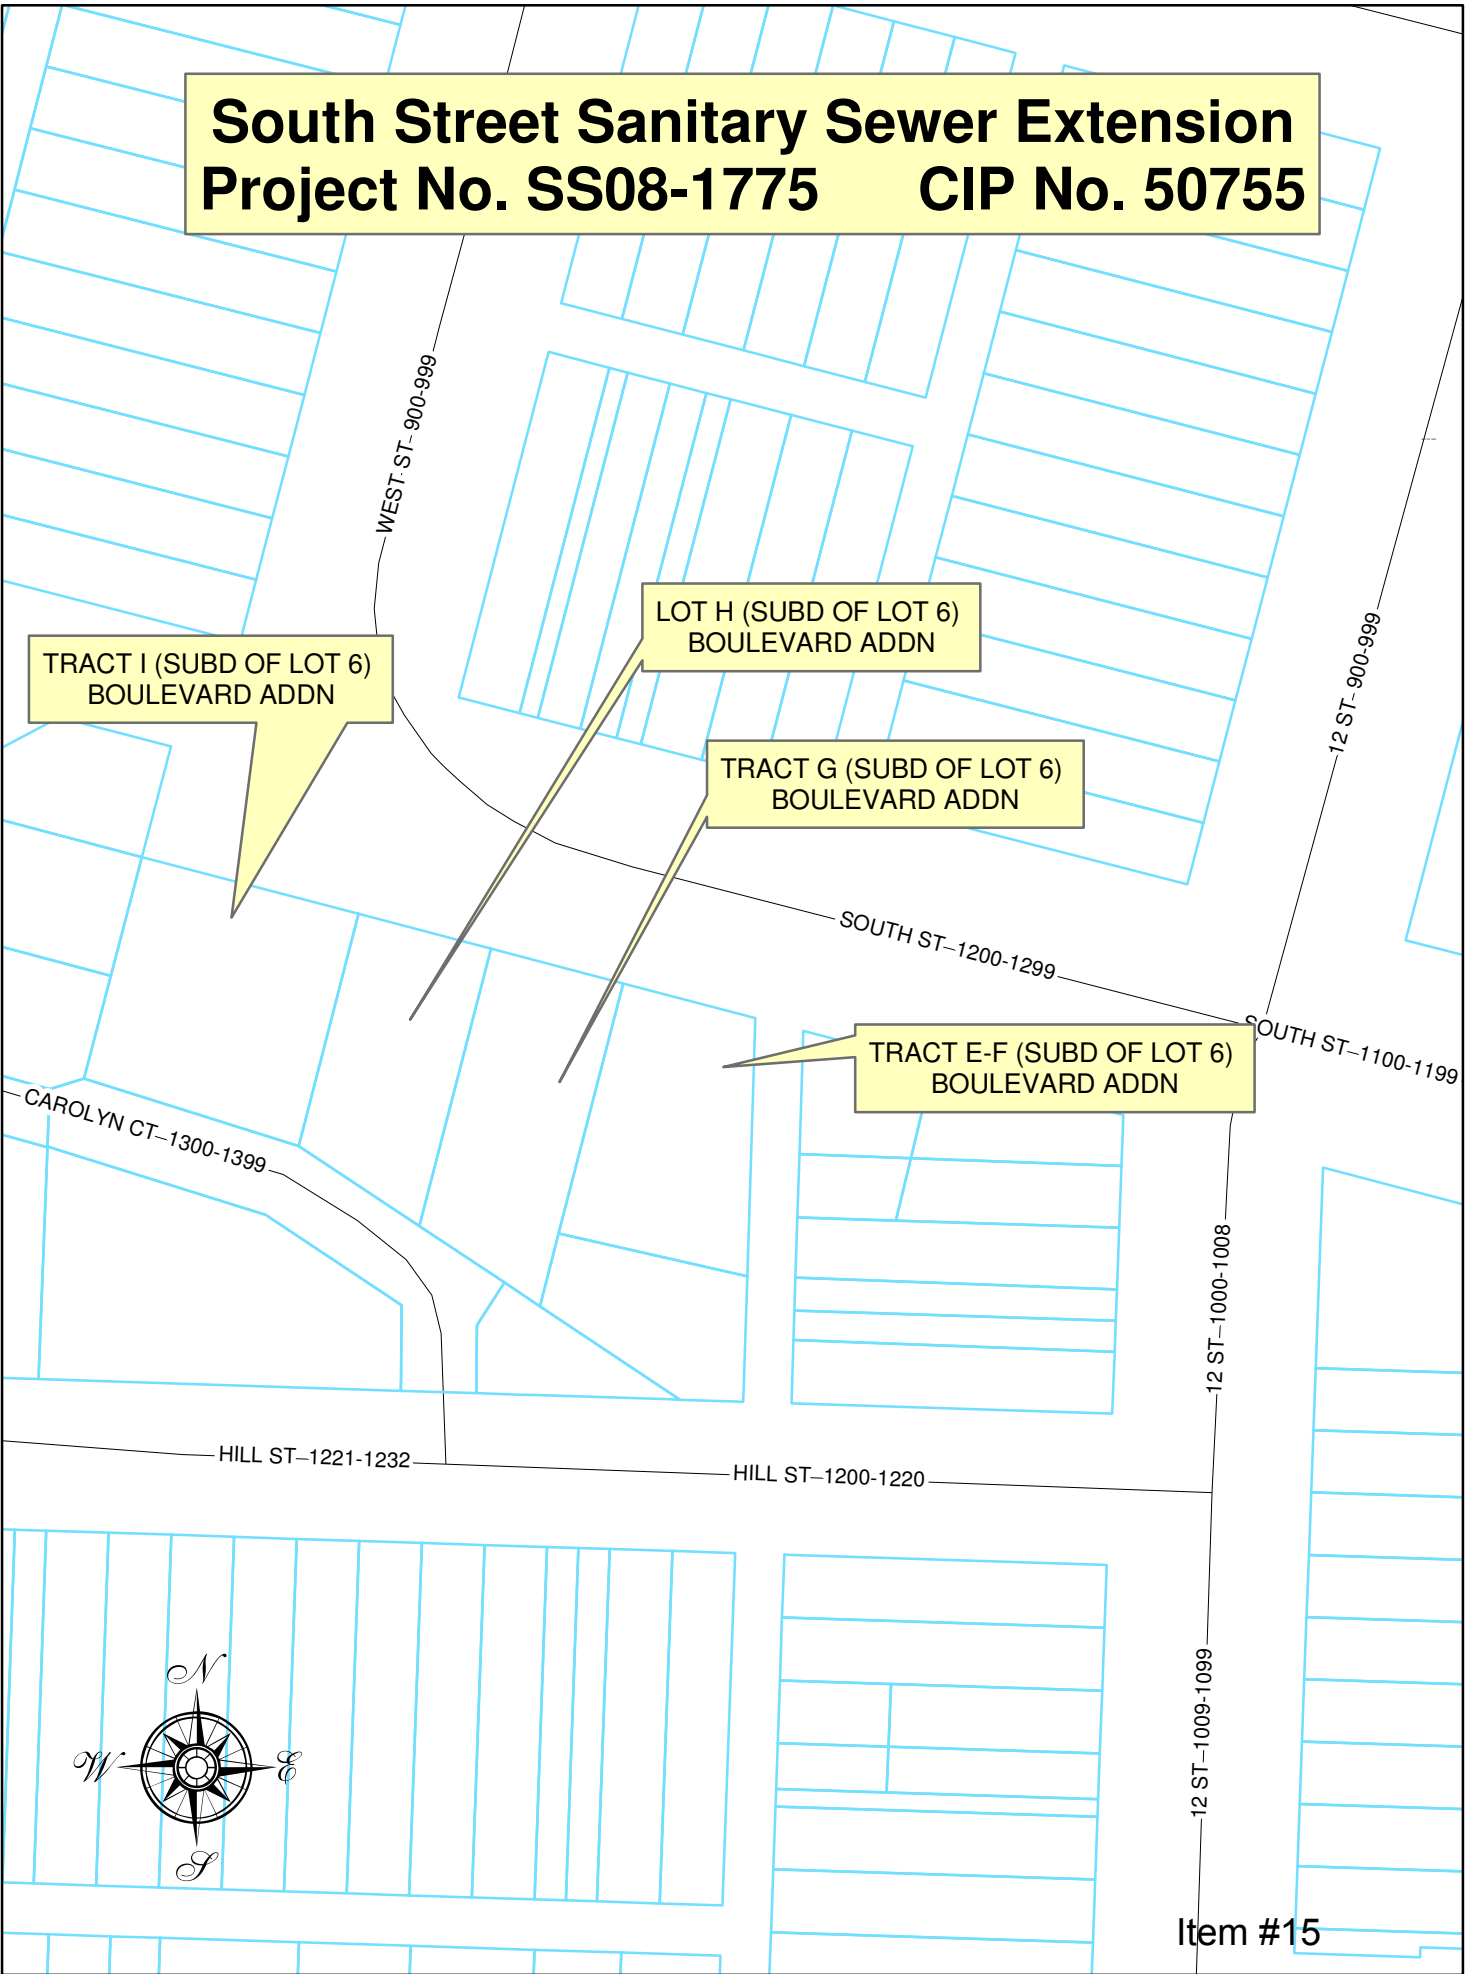 South Street Sanitary Sewer Extension
Project No. SS08-1775 CIP No. 50755
WEST ST 900-999
LOT H (SUBD OF LOT 6)
BOULEVARD ADDN
TRACT I (SUBD OF LOT 6)
BOULEVARD ADDN
12 ST 900-999
TRACT G (SUBD OF LOT 6)
BOULEVARD ADDN
SOUTH ST 1200-1299
SOUTH ST 1100-1199
TRACT E-F (SUBD OF LOT 6)
BOULEVARD ADDN
CAROLYN CT 1300-1399
12 ST 1000-1008
HILL ST 1221-1232
HILL ST 1200-1220
12 ST 1009-1099
N
W
E
S
Item #15